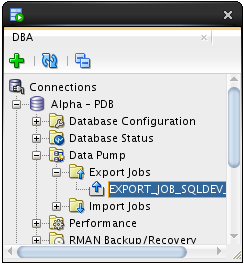 DBA
Connections
Alpha - PDB
Database Configuration
Database Status
Data Pump
Export Jobs
EXPORT_JOB_SQLDEV_
Import Jobs
Performance
RMAN Backup/Recovery